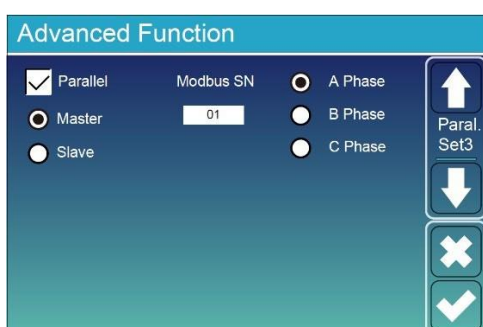 Advanced Function
Parallel
Modbus SN
A Phase
Master
01
B Phase
Slave
C Phase
Paral.
Set3